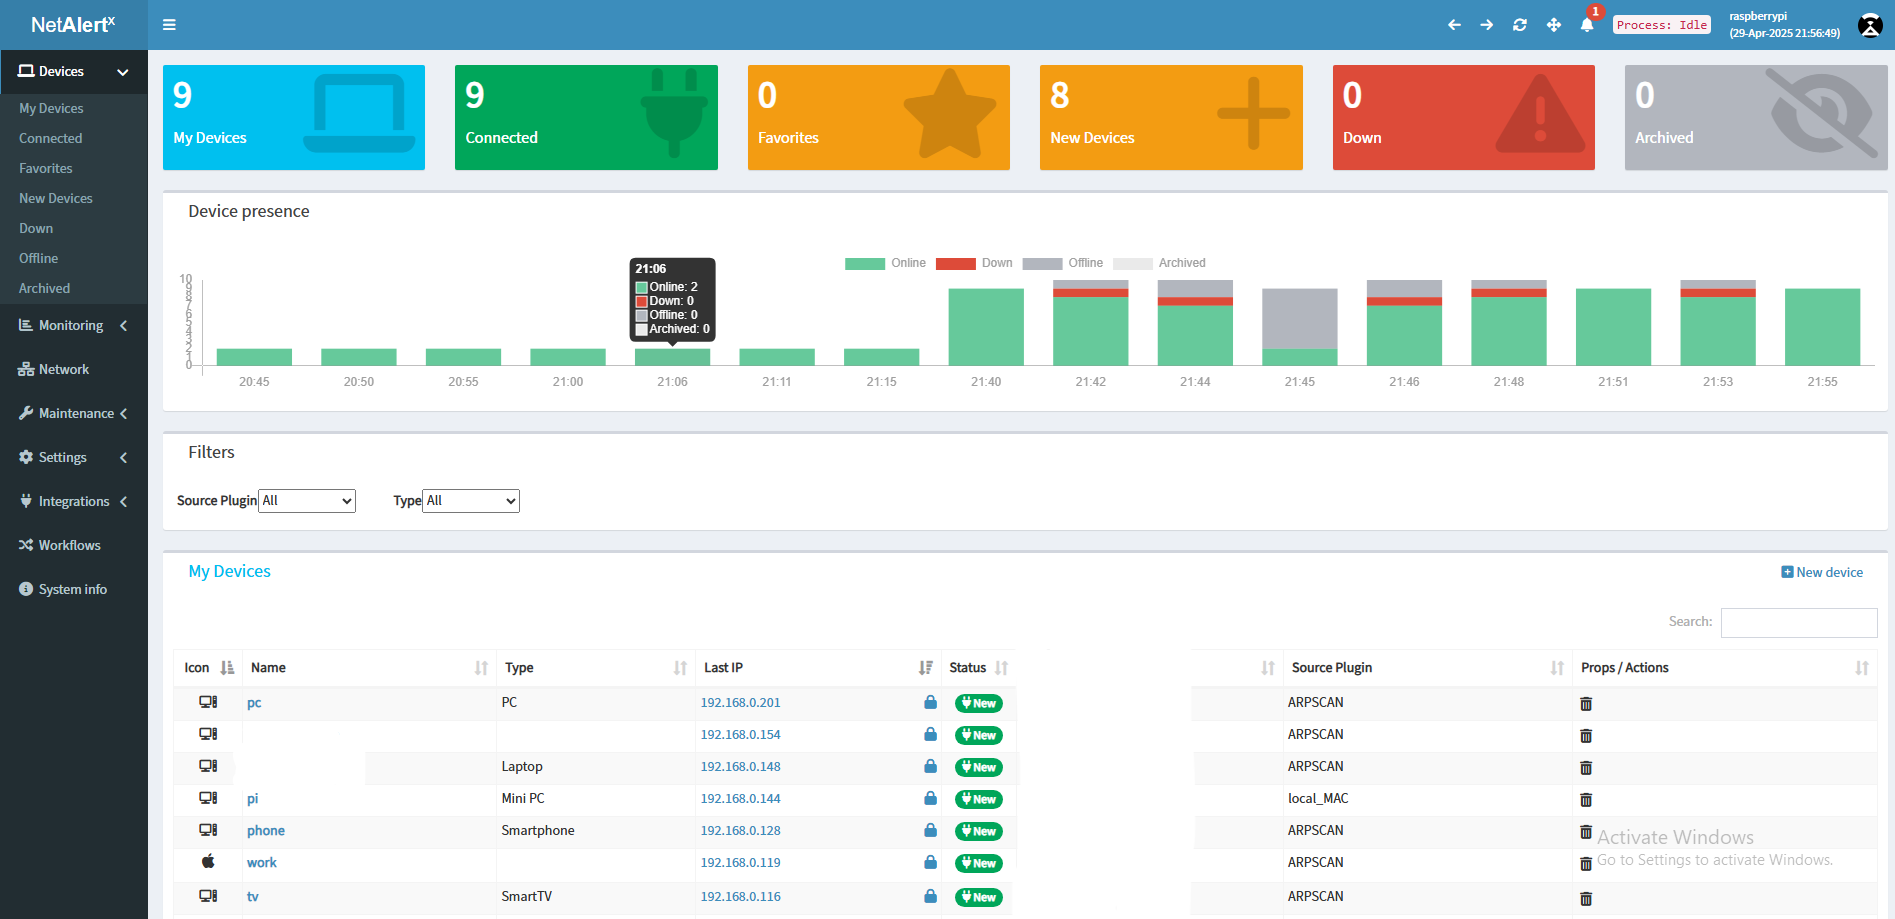 NetAlertX
Process: Idle
1
raspberrypi
(29-Apr-2025 21:56:49)
Devices
My Devices
Connected
Favorites
New Devices
Down
Offline
Archived
Monitoring
Network
Maintenance
Settings
Integrations
Workflows
System info
9
My Devices
9
Connected
0
Favorites
8
New Devices
0
Down
0
Archived
Device presence
Online Down Offline Archived
21:06
Online: 2
Down: 0
Offline: 0
Archived: 0
10
9
8
7
6
5
4
3
2
1
0
20:45 20:50 20:55 21:00 21:06 21:11 21:15 21:40 21:42 21:44 21:45 21:46 21:48 21:51 21:53 21:55
Filters
Source Plugin All Type All
My Devices
New device
Search:
Icon Name Type Last IP Status Source Plugin Props / Actions
pc PC 192.168.0.201 New ARPSCAN
192.168.0.154 New ARPSCAN
Laptop 192.168.0.148 New ARPSCAN
pi Mini PC 192.168.0.144 New local_MAC
phone Smartphone 192.168.0.128 New ARPSCAN
work 192.168.0.119 New ARPSCAN
tv SmartTV 192.168.0.116 New ARPSCAN
Activate Windows
Go to Settings to activate Windows.